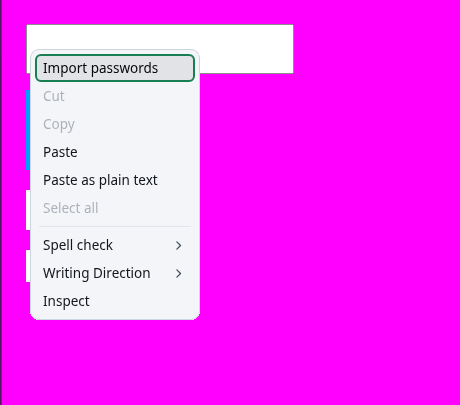 Import passwords
Cut
Copy
Paste
Paste as plain text
Select all
Spell check
Writing Direction
Inspect